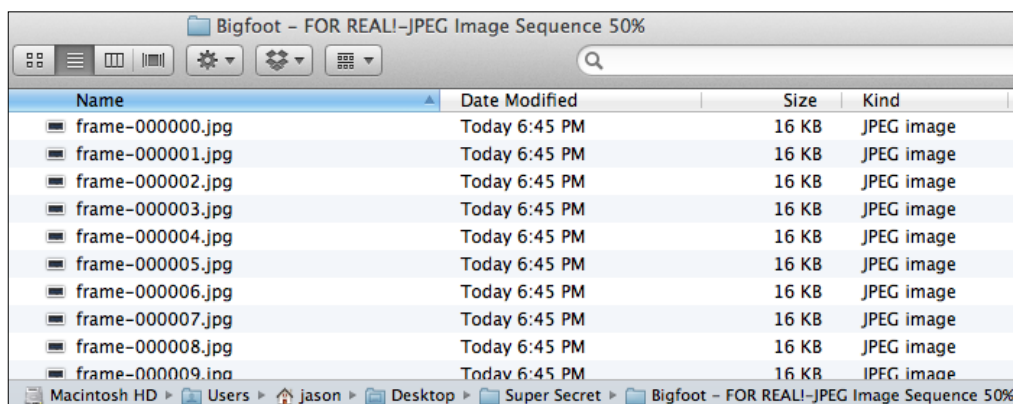 Bigfoot - FOR REAL!-JPEG Image Sequence 50%
Name Date Modified Size Kind
frame-000000.jpg Today 6:45 PM 16 KB JPEG image
frame-000001.jpg Today 6:45 PM 16 KB JPEG image
frame-000002.jpg Today 6:45 PM 16 KB JPEG image
frame-000003.jpg Today 6:45 PM 16 KB JPEG image
frame-000004.jpg Today 6:45 PM 16 KB JPEG image
frame-000005.jpg Today 6:45 PM 16 KB JPEG image
frame-000006.jpg Today 6:45 PM 16 KB JPEG image
frame-000007.jpg Today 6:45 PM 16 KB JPEG image
frame-000008.jpg Today 6:45 PM 16 KB JPEG image
frame-000009.jpg Today 6:45 PM 16 KB JPEG image
Macintosh HD Users jason Desktop Super Secret Bigfoot - FOR REAL!-JPEG Image Sequence 50%